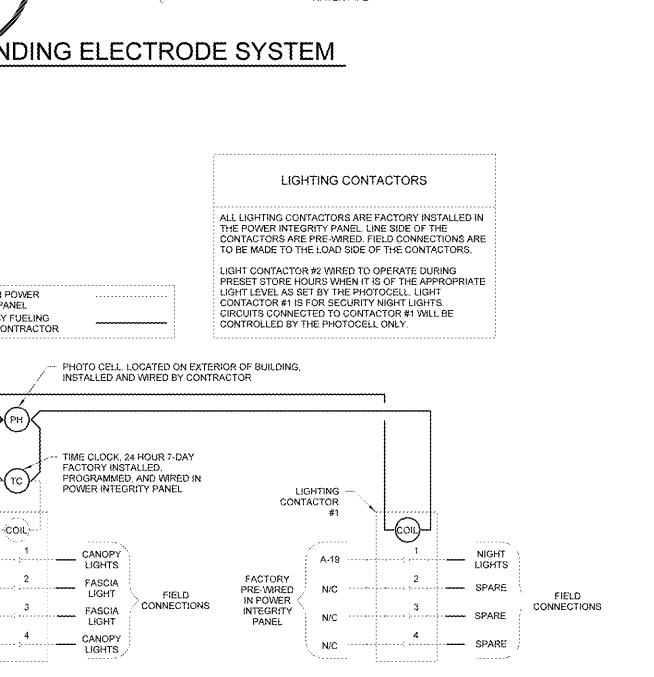 NDING ELECTRODE SYSTEM
LIGHTING CONTACTORS
ALL LIGHTING CONTACTORS ARE FACTORY INSTALLED IN
THE POWER INTEGRITY PANEL. LINE SIDE OF THE
CONTACTORS ARE PRE-WIRED. FIELD CONNECTIONS ARE
TO BE MADE TO THE LOAD SIDE OF THE CONTACTORS.
LIGHT CONTACTOR #2 WIRED TO OPERATE DURING
PRESET STORE HOURS WHEN IT IS OF THE APPROPRIATE
LIGHT LEVEL AS SET BY THE PHOTOCELL. LIGHT
CONTACTOR #1 IS FOR SECURITY NIGHT LIGHTS.
CIRCUITS CONNECTED TO CONTACTOR #1 WILL BE
CONTROLLED BY THE PHOTOCELL ONLY.
POWER
PANEL
Y FUELING
ONTRACTOR
PHOTO CELL, LOCATED ON EXTERIOR OF BUILDING,
INSTALLED AND WIRED BY CONTRACTOR
PH
TIME CLOCK, 24 HOUR 7-DAY
FACTORY INSTALLED,
PROGRAMMED, AND WIRED IN
POWER INTEGRITY PANEL
TC
COIL
1
CANOPY
LIGHTS
2
FASCIA
LIGHT
3
FASCIA
LIGHT
4
CANOPY
LIGHTS
FIELD
CONNECTIONS
LIGHTING
CONTACTOR
#1
COIL
FACTORY
PRE-WIRED
IN POWER
INTEGRITY
PANEL
A-19
1
NIGHT
LIGHTS
N/C
2
SPARE
N/C
3
SPARE
N/C
4
SPARE
FIELD
CONNECTIONS